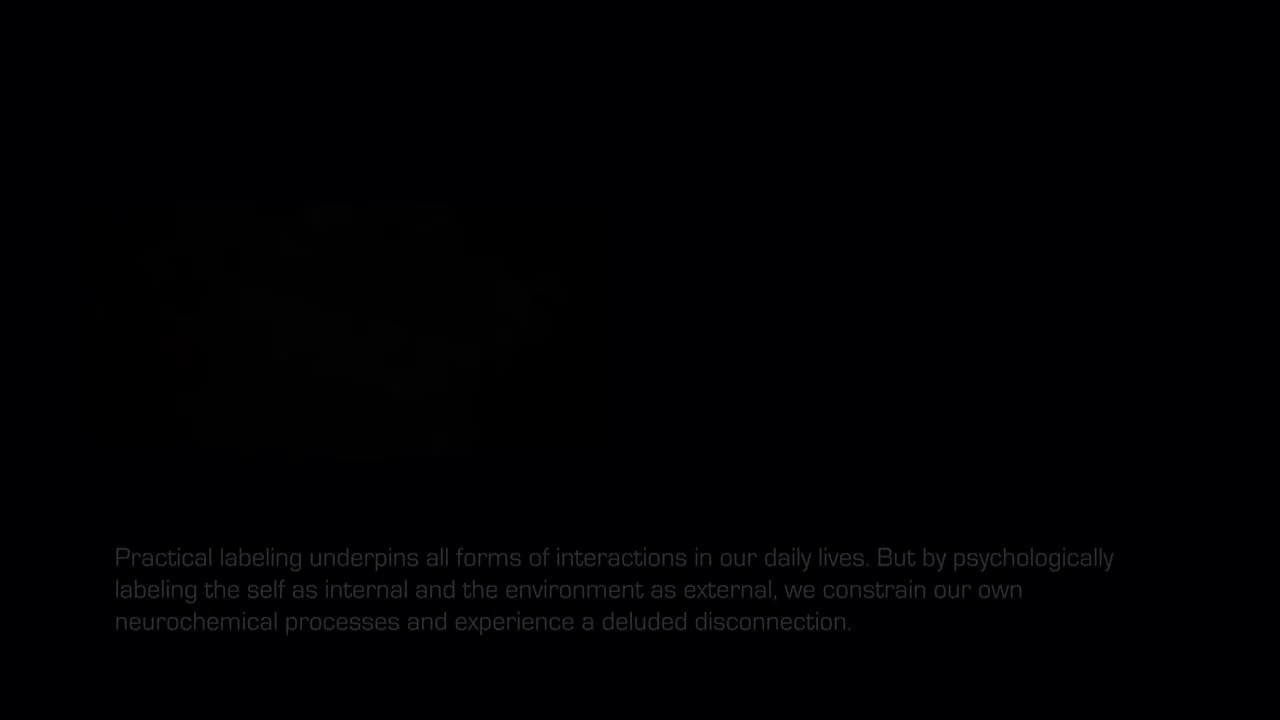 Practical labeling underpins all forms of interactions in our daily lives. But by psychologically
labeling the self as internal and the environment as external, we constrain our own
neurochemical processes and experience a deluded disconnection.